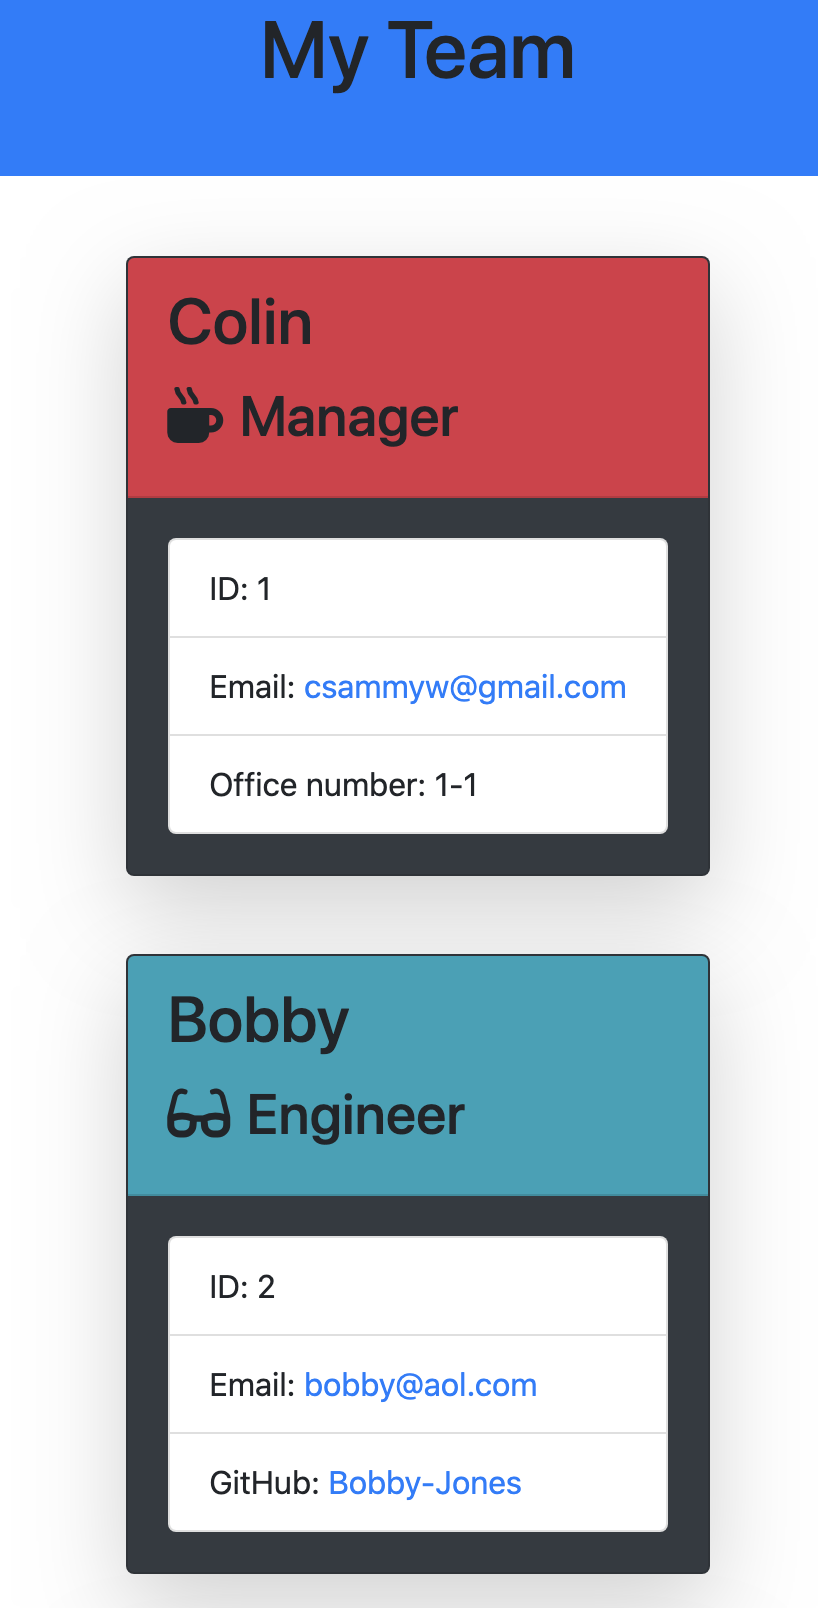 My Team
Colin
Manager
ID: 1
Email: csammyw@gmail.com
Office number: 1-1
Bobby
Engineer
ID: 2
Email: bobby@aol.com
GitHub: Bobby-Jones